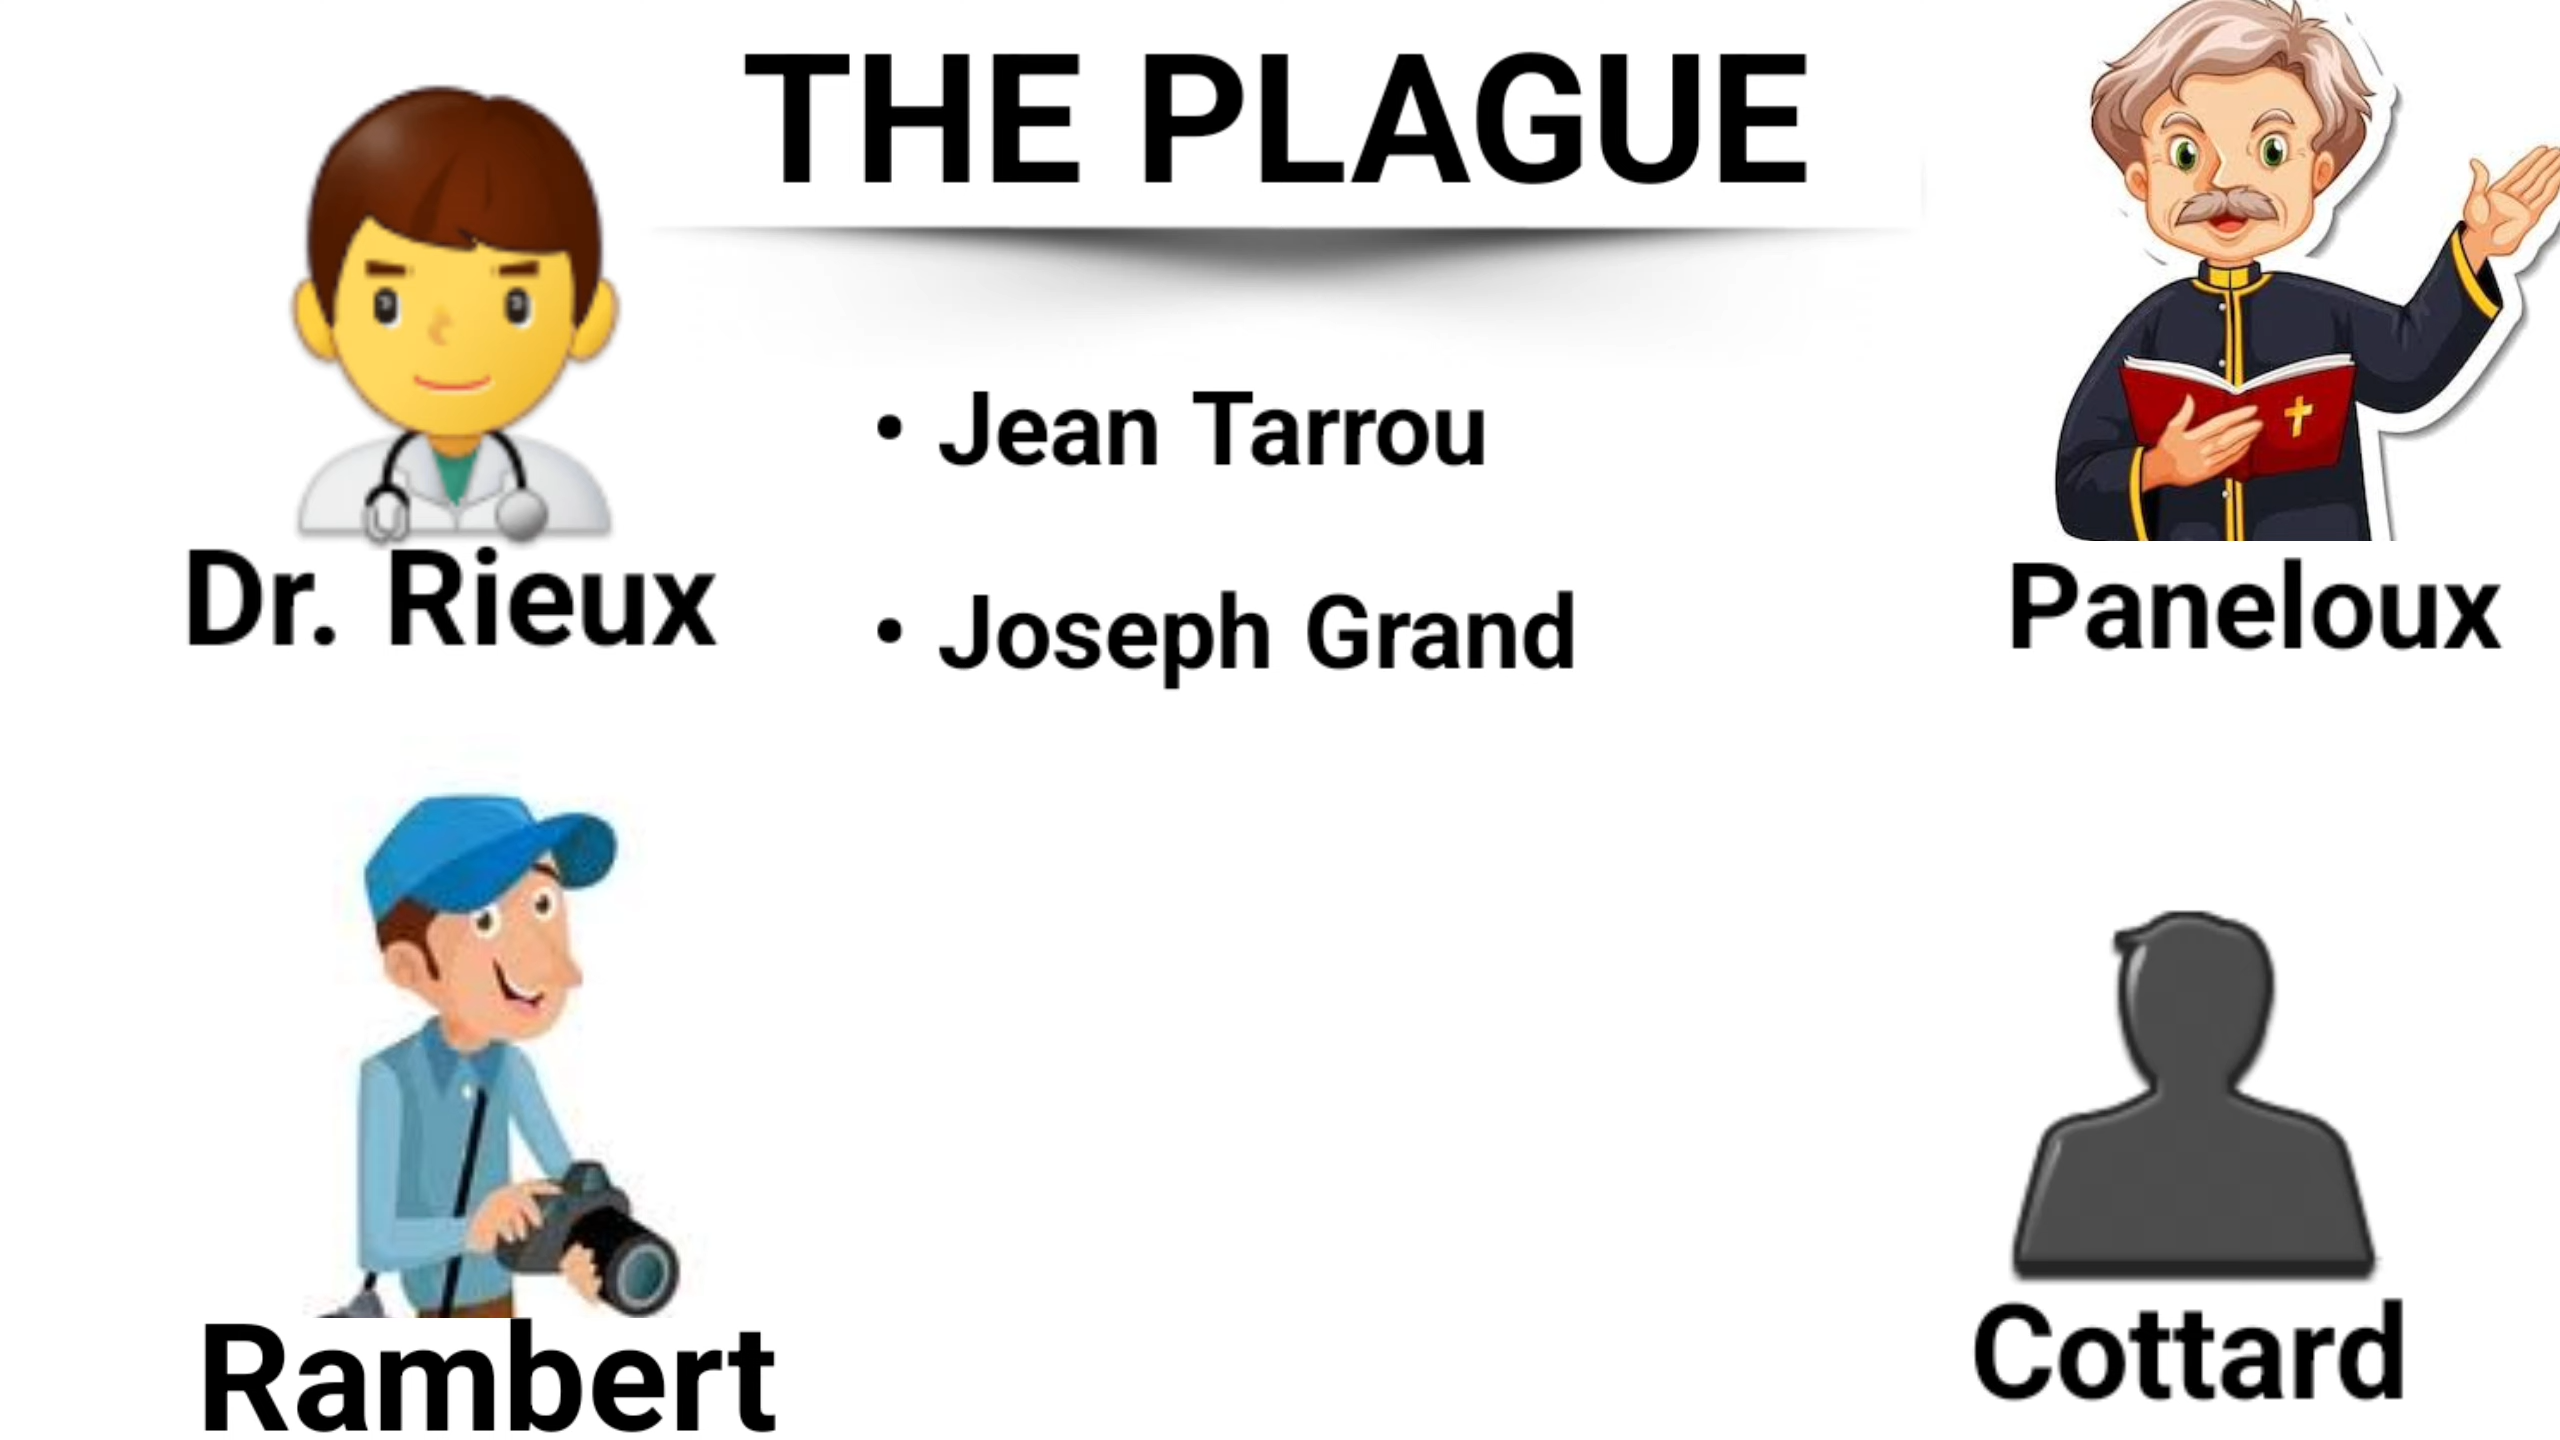 THE PLAGUE
• Jean Tarrou
• Joseph Grand
Dr. Rieux
Paneloux
Rambert
Cottard